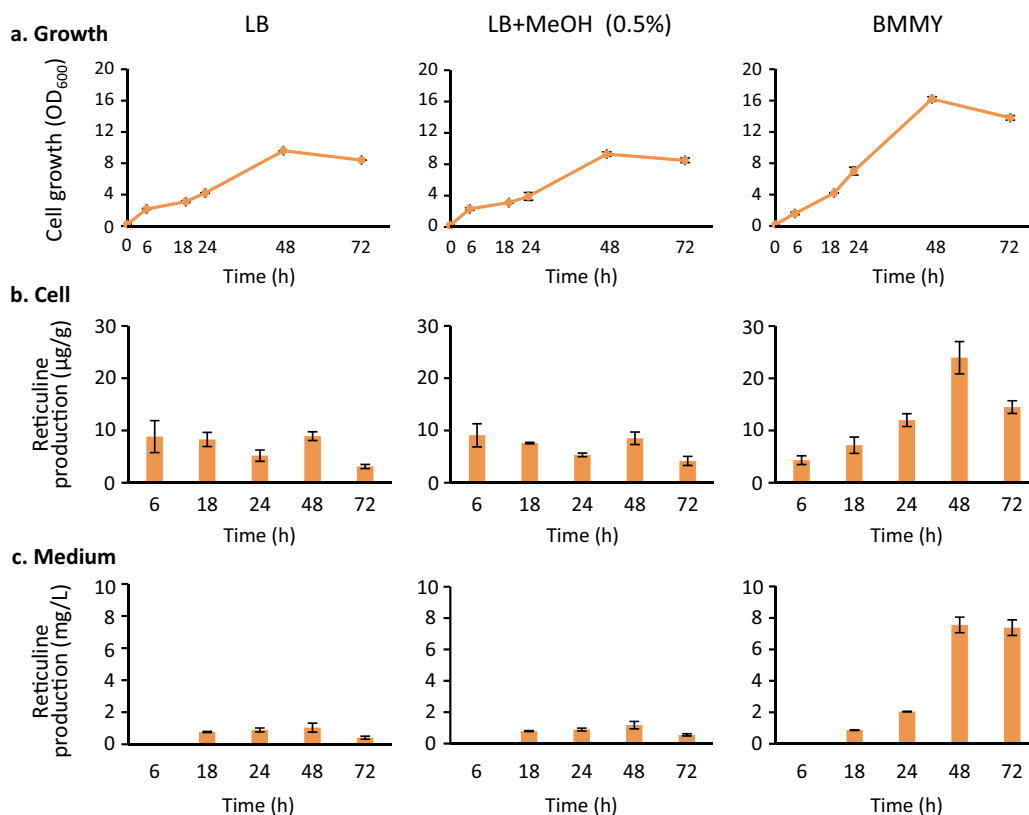 LB
LB+MeOH (0.5%)
BMMY
a. Growth
Cell growth (OD600)
20
16
12
8
4
0
0 6 18 24 48 72
Time (h)
20
16
12
8
4
0
0 6 18 24 48 72
Time (h)
20
16
12
8
4
0
0 6 18 24 48 72
Time (h)
b. Cell
Reticuline
production (μg/g)
30
20
10
0
6 18 24 48 72
Time (h)
30
20
10
0
6 18 24 48 72
Time (h)
30
20
10
0
6 18 24 48 72
Time (h)
c. Medium
Reticuline
production (mg/L)
10
8
6
4
2
0
6 18 24 48 72
Time (h)
10
8
6
4
2
0
6 18 24 48 72
Time (h)
10
8
6
4
2
0
6 18 24 48 72
Time (h)